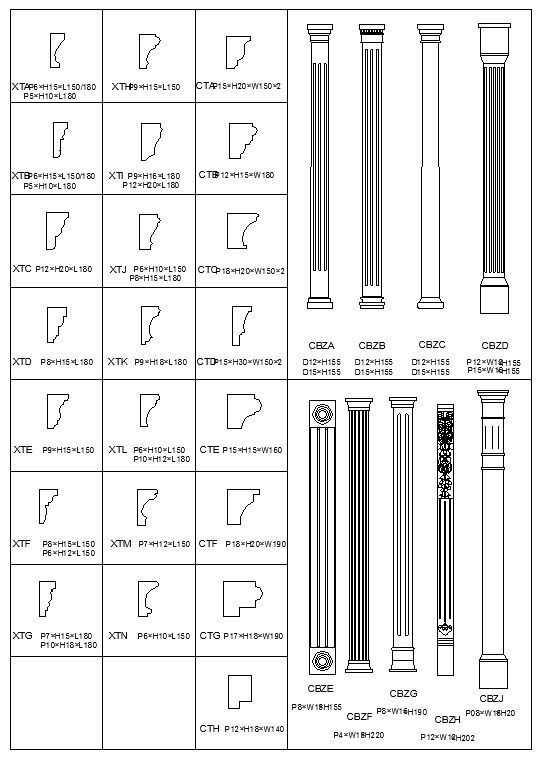 XTA P6×H15×L150/180
P5×H10×L180
XTH P9×H15×L150
CTA P15×H20×W150×2
XTB P6×H15×L150/180
P5×H10×L180
XTI P9×H16×L180
P12×H20×L180
CTB P12×H15×W180
XTC P12×H20×L180
XTJ P6×H10×L150
P8×H15×L180
CTC P18×H20×W150×2
XTD P8×H15×L180
XTK P9×H18×L180
CTD P15×H30×W150×2
CBZA
D12×H155
D15×H155
CBZB
D12×H155
D15×H155
CBZC
D12×H155
D15×H155
CBZD
P12×W12×H155
P15×W16×H155
XTE P9×H15×L150
XTL P6×H10×L150
P10×H12×L180
CTE P15×H15×W160
XTF P8×H15×L150
P6×H12×L150
XTM P7×H12×L150
CTF P18×H20×W190
XTG P7×H15×L180
P10×H18×L180
XTN P6×H10×L150
CTG P17×H18×W190
CTH P12×H18×W140
CBZE
P8×W18H155
CBZF
P4×W18H220
CBZG
P8×W16H190
CBZH
P12×W12H202
CBZJ
P08×W18H20